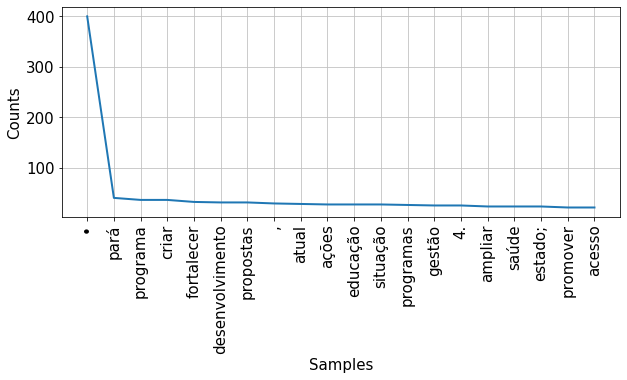 400
300
200
100
Counts
•
pará
programa
criar
fortalecer
desenvolvimento
propostas
,
atual
ações
educação
situação
programas
gestão
4.
ampliar
saúde
estado;
promover
acesso
Samples